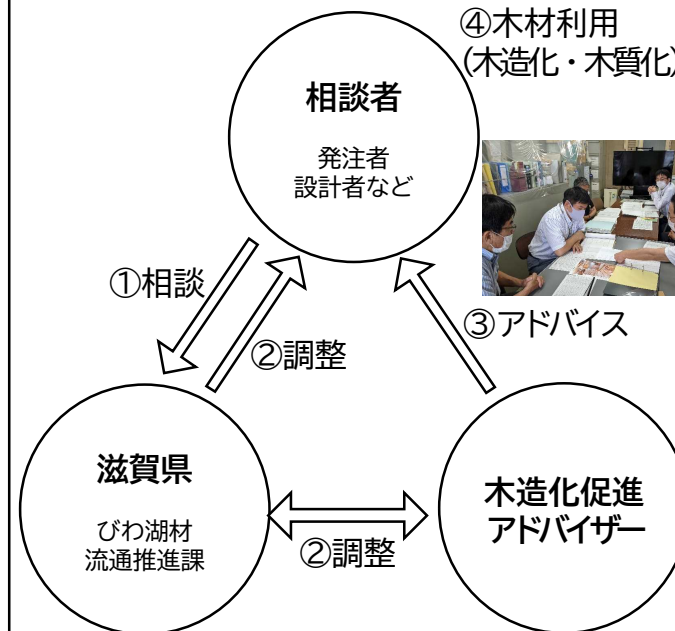 ④木材利用
(木造化・木質化)
相談者
発注者
設計者など
①相談
②調整
③アドバイス
滋賀県
びわ湖材
流通推進課
②調整
木造化促進
アドバイザー